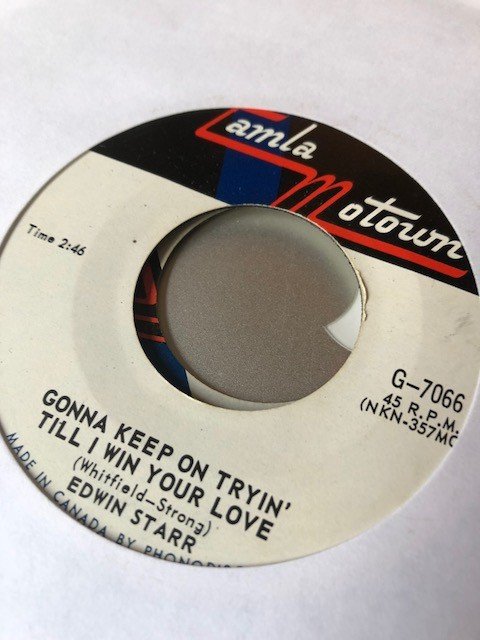 Tamla
Motown
Time 2:46
G-7066
45 R.P.M.
(NKN-357MC
GONNA KEEP ON TRYIN'
TILL I WIN YOUR LOVE
(Whitfield-Strong)
EDWIN STARR
MADE IN CANADA BY